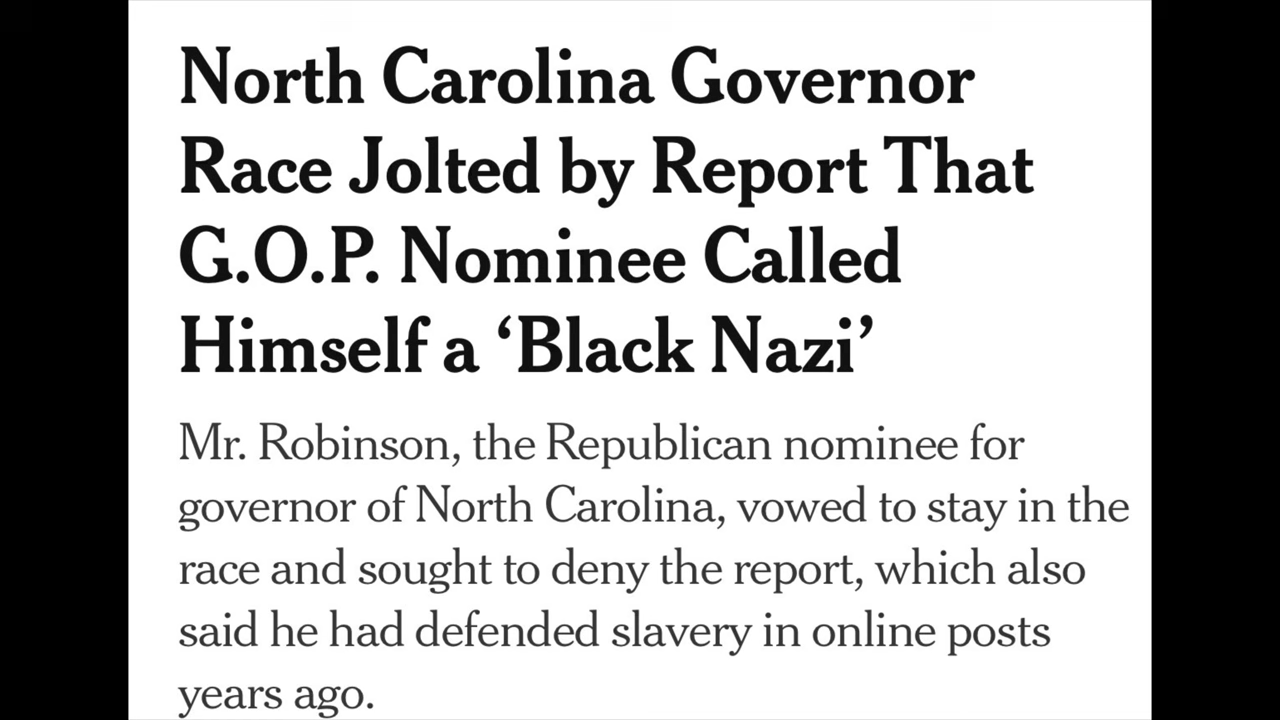 North Carolina Governor
Race Jolted by Report That
G.O.P. Nominee Called
Himself a ‘Black Nazi’
Mr. Robinson, the Republican nominee for
governor of North Carolina, vowed to stay in the
race and sought to deny the report, which also
said he had defended slavery in online posts
years ago.